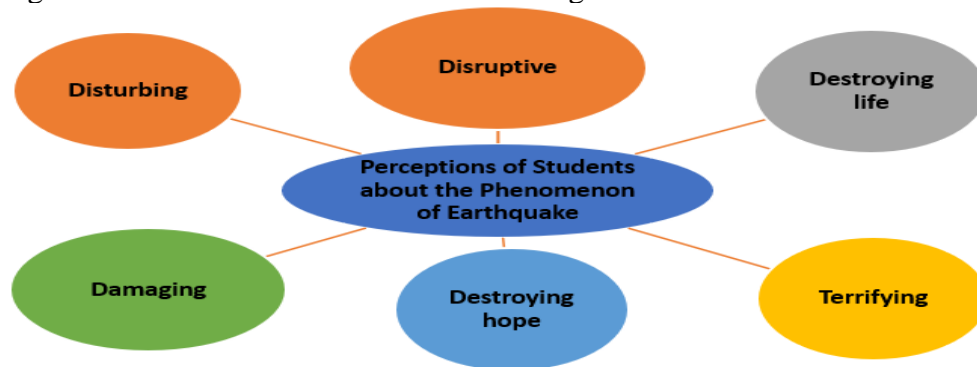 Disturbing
Disruptive
Destroying
life
Perceptions of Students
about the Phenomenon
of Earthquake
Damaging
Destroying
hope
Terrifying